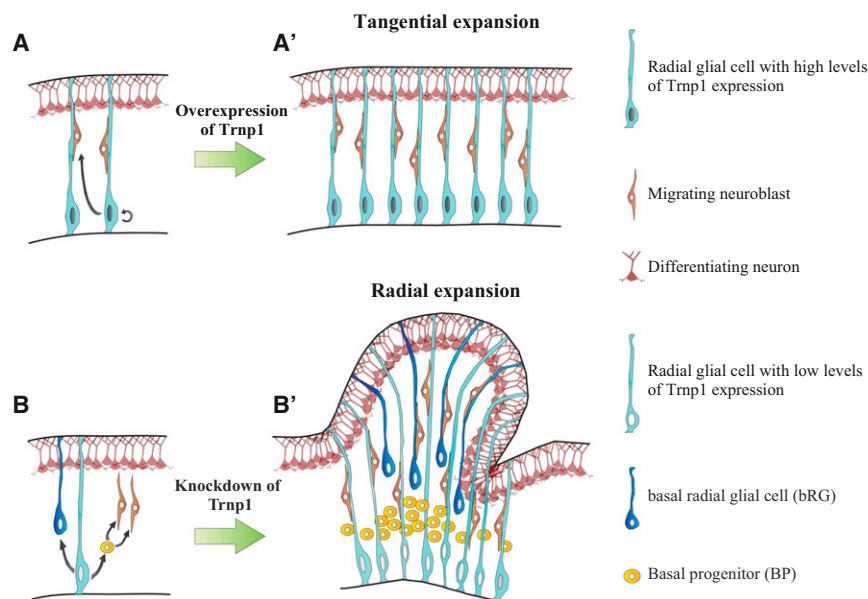 Tangential expansion
A
A'
Overexpression
of Trnp1
Radial glial cell with high levels
of Trnp1 expression
Migrating neuroblast
Differentiating neuron
Radial expansion
B
B'
Knockdown of
Trnp1
Radial glial cell with low levels
of Trnp1 expression
basal radial glial cell (bRG)
Basal progenitor (BP)